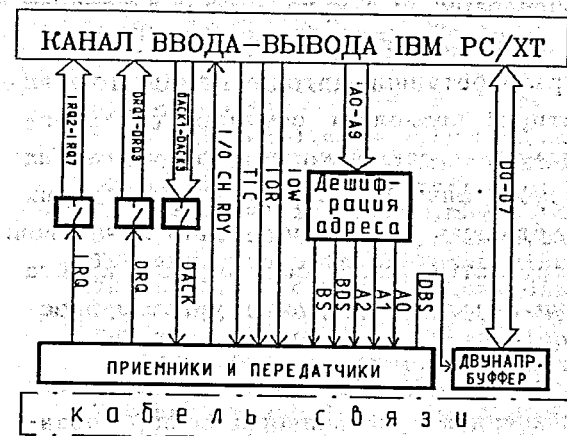 КАНАЛ ВВОДА-ВЫВОДА IBM PC/XT
IRQ2-IRQ7
DRQ1-DRQ3
DACK1-DACK3
I/O CH RDY
T/C
IOR
IOW
A0-A9
D0-D7
Дешиф-
рация
адреса
IRQ
DRQ
DACK
BS
BDS
A2
A1
A0
DBS
ПРИЕМНИКИ И ПЕРЕДАТЧИКИ
ДВУНАПР.
БУФФЕР
кабель связи